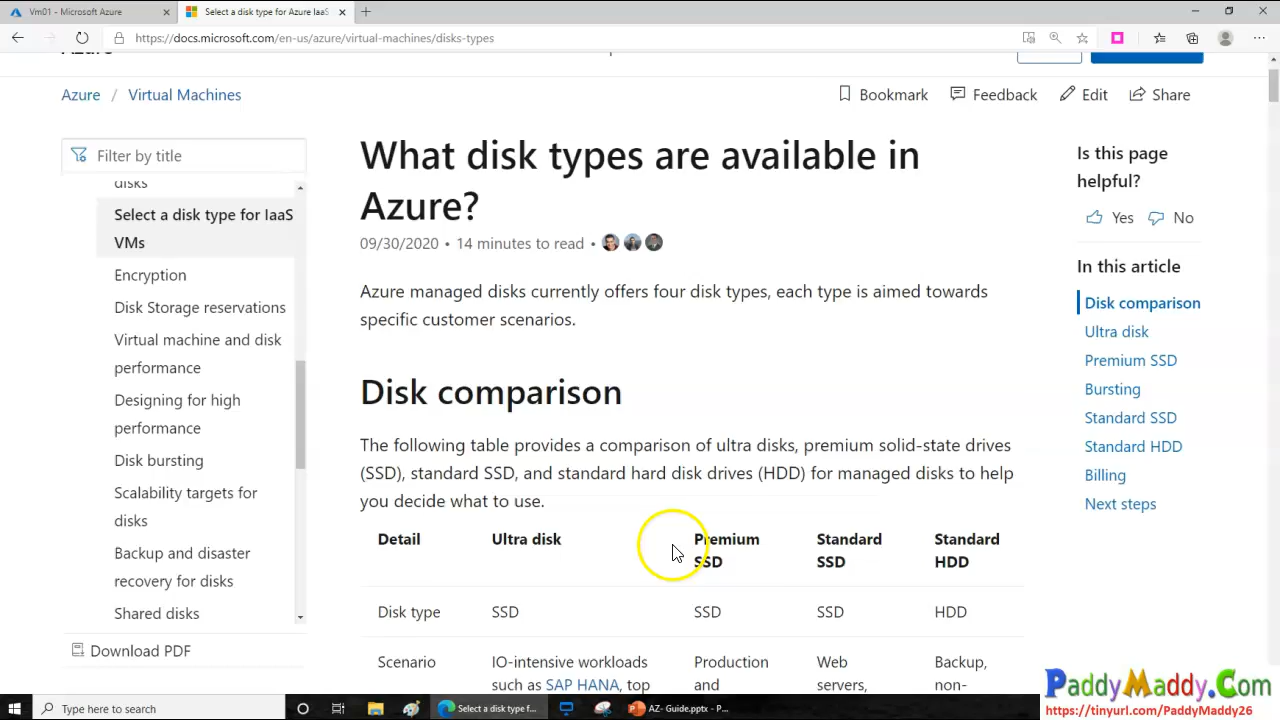 Vm01 - Microsoft Azure
Select a disk type for Azure IaaS
https://docs.microsoft.com/en-us/azure/virtual-machines/disks-types
Azure / Virtual Machines
Bookmark
Feedback
Edit
Share
Filter by title
disks
Select a disk type for IaaS
VMs
Encryption
Disk Storage reservations
Virtual machine and disk
performance
Designing for high
performance
Disk bursting
Scalability targets for
disks
Backup and disaster
recovery for disks
Shared disks
Download PDF
What disk types are available in
Azure?
09/30/2020 • 14 minutes to read •
Azure managed disks currently offers four disk types, each type is aimed towards
specific customer scenarios.
Disk comparison
The following table provides a comparison of ultra disks, premium solid-state drives
(SSD), standard SSD, and standard hard disk drives (HDD) for managed disks to help
you decide what to use.
Detail Ultra disk Premium Standard Standard
SSD SSD HDD
Disk type SSD SSD SSD HDD
Scenario IO-intensive workloads Production Web Backup,
such as SAP HANA, top and servers, non-
Is this page
helpful?
Yes No
In this article
Disk comparison
Ultra disk
Premium SSD
Bursting
Standard SSD
Standard HDD
Billing
Next steps
PaddyMaddy.Com
https://tinyurl.com/PaddyMaddy26
Type here to search
Select a disk type f...
AZ- Guide.pptx - P...